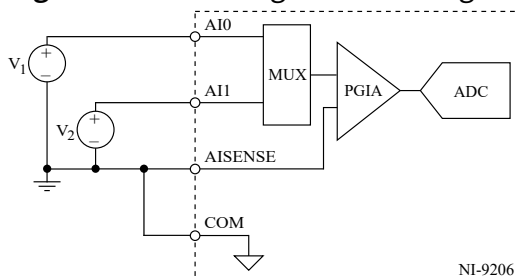 AI0
V1
+
−
MUX
PGIA
ADC
AI1
V2
+
−
AISENSE
COM
NI-9206